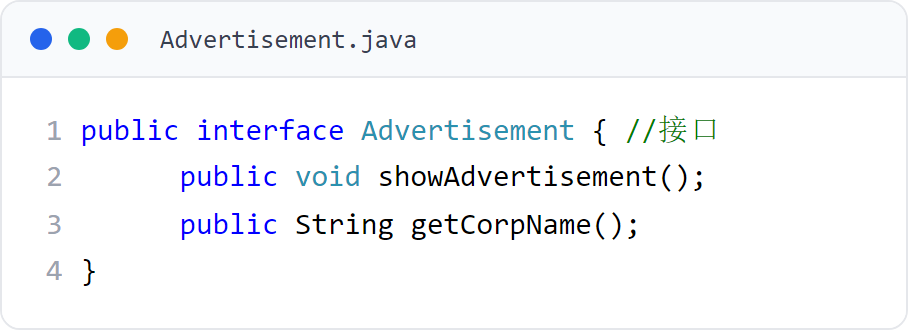 Advertisement.java
1 public interface Advertisement { //接口
2 public void showAdvertisement();
3 public String getCorpName();
4 }